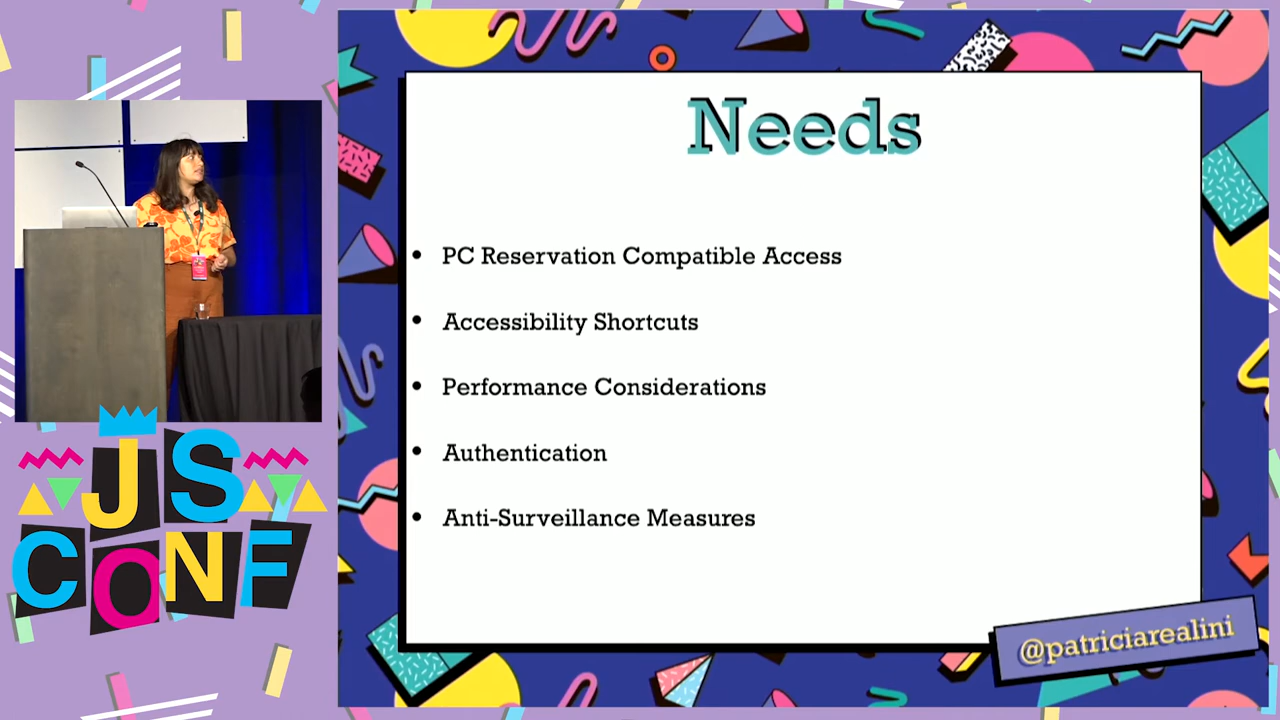 Needs
• PC Reservation Compatible Access
• Accessibility Shortcuts
• Performance Considerations
• Authentication
• Anti-Surveillance Measures
@patriciarealini
JS
CONF